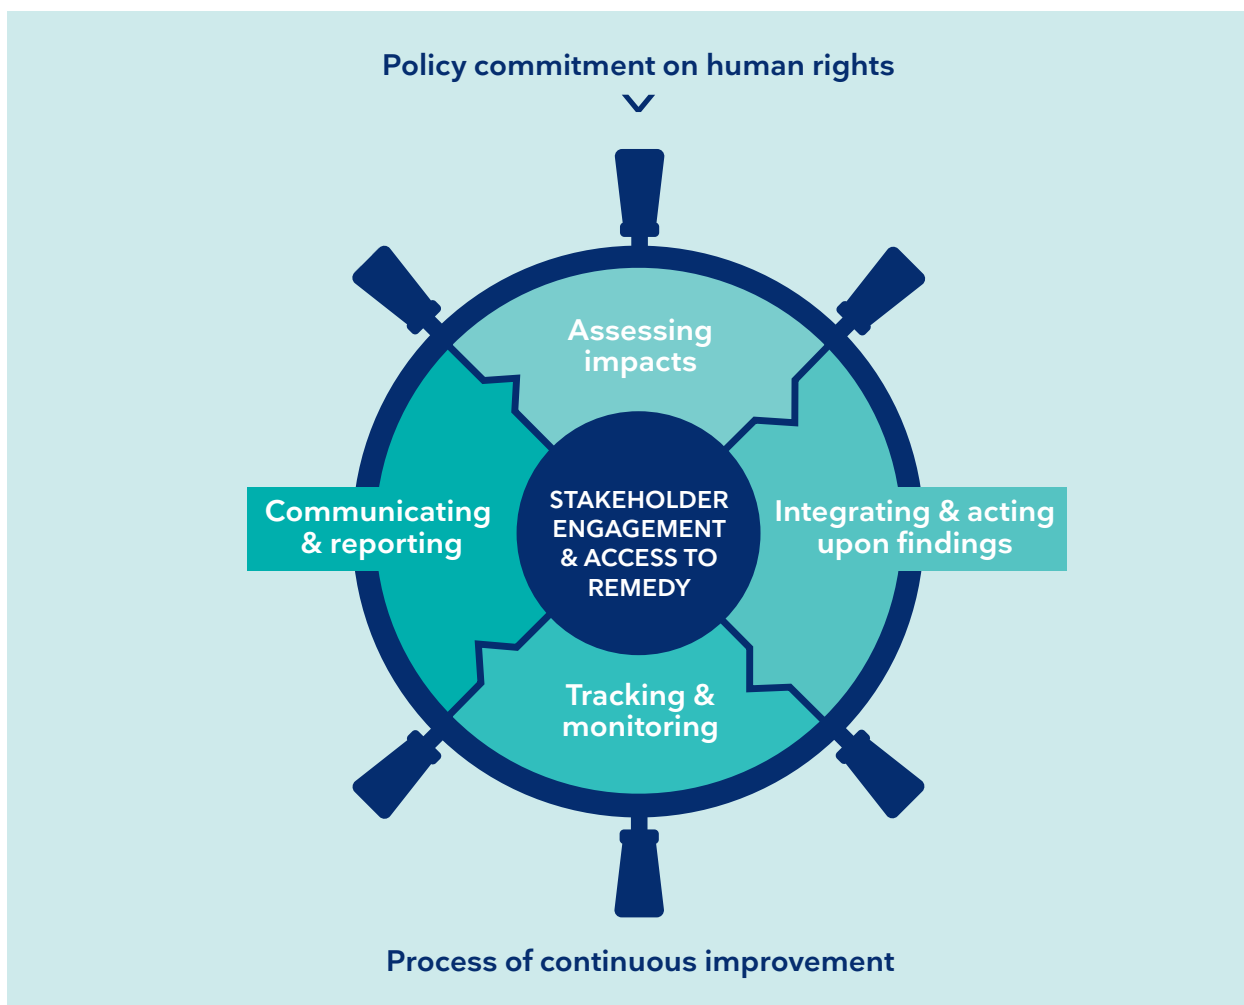 Policy commitment on human rights
Assessing
impacts
Communicating
& reporting
STAKEHOLDER
ENGAGEMENT
& ACCESS TO
REMEDY
Integrating & acting
upon findings
Tracking &
monitoring
Process of continuous improvement